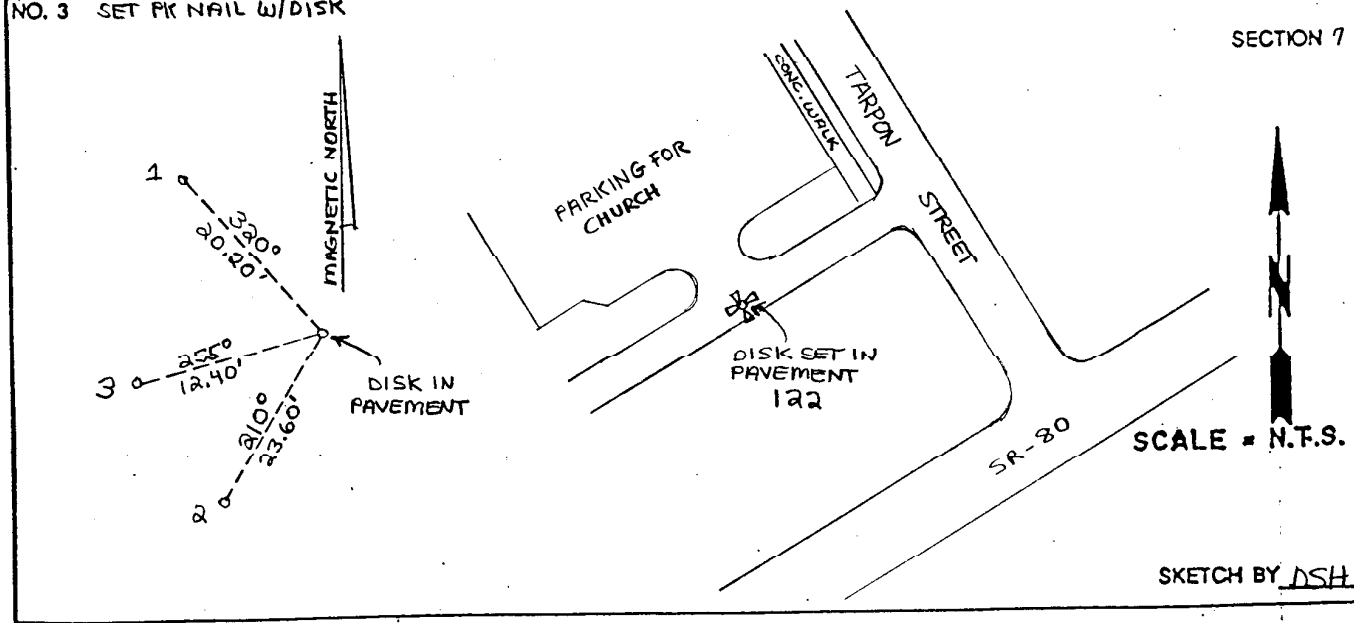 NO. 3 SET PK NAIL W/DISK
SECTION 7
MAGNETIC NORTH
1
320°
20.20'
3
255°
12.40'
210°
23.60'
2
DISK IN
PAVEMENT
PARKING FOR
CHURCH
CONC. WALK
TARPON
STREET
DISK SET IN
PAVEMENT
122
SR-80
N
SCALE = N.T.S.
SKETCH BY DSH